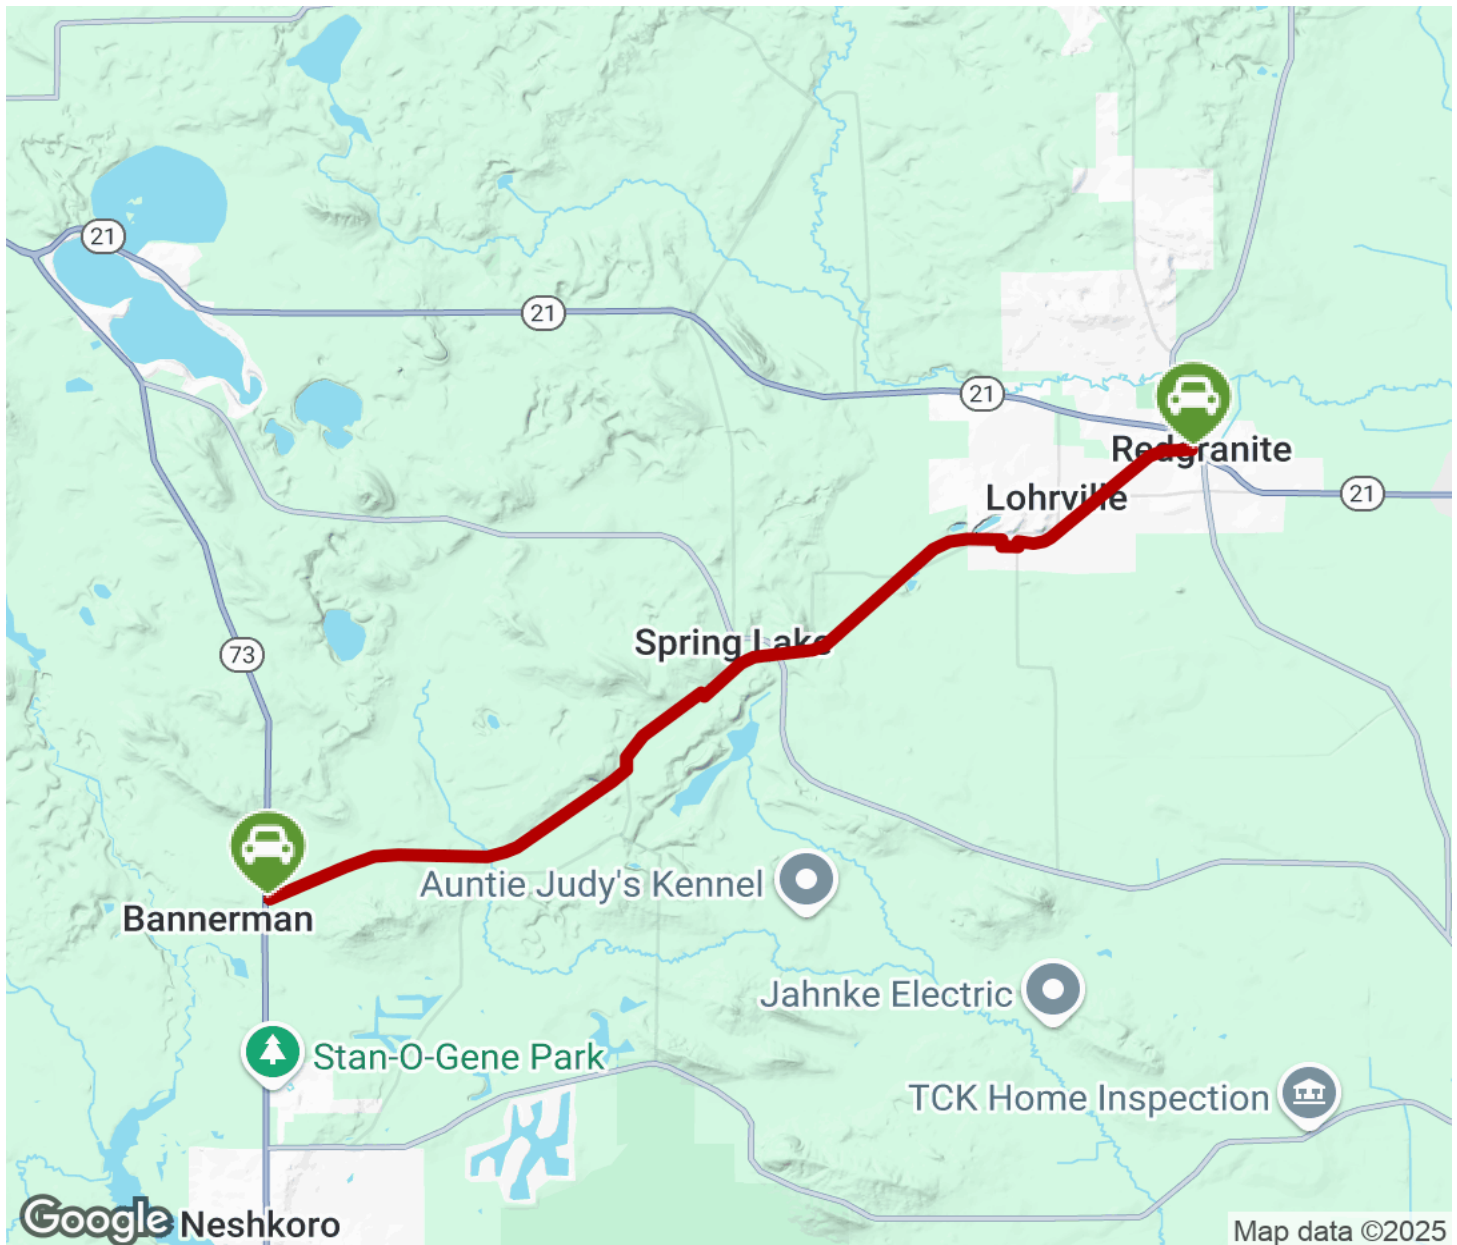 21
21
21
Redgranite
Lohrville
21
Spring Lake
73
Auntie Judy's Kennel
Bannerman
Jahnke Electric
Stan-O-Gene Park
TCK Home Inspection
Google
Neshkoro
Map data ©2025